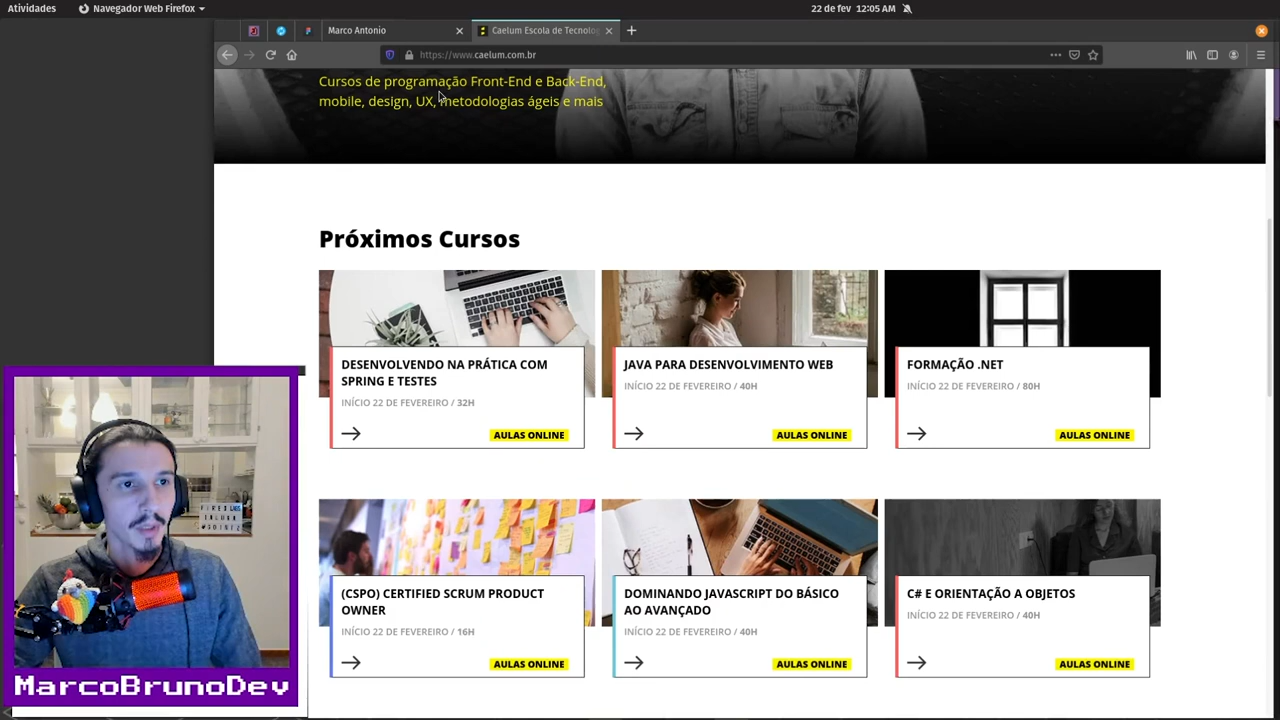 Atividades
Navegador Web Firefox
22 de fev 12:05 AM
Marco Antonio
Caelum Escola de Tecnolog
https://www.caelum.com.br
Cursos de programação Front-End e Back-End,
mobile, design, UX, metodologias ágeis e mais
Próximos Cursos
DESENVOLVENDO NA PRÁTICA COM
SPRING E TESTES
INÍCIO 22 DE FEVEREIRO / 32H
AULAS ONLINE
JAVA PARA DESENVOLVIMENTO WEB
INÍCIO 22 DE FEVEREIRO / 40H
AULAS ONLINE
FORMAÇÃO .NET
INÍCIO 22 DE FEVEREIRO / 80H
AULAS ONLINE
(CSPO) CERTIFIED SCRUM PRODUCT
OWNER
INÍCIO 22 DE FEVEREIRO / 16H
AULAS ONLINE
DOMINANDO JAVASCRIPT DO BÁSICO
AO AVANÇADO
INÍCIO 22 DE FEVEREIRO / 40H
AULAS ONLINE
C# E ORIENTAÇÃO A OBJETOS
INÍCIO 22 DE FEVEREIRO / 40H
AULAS ONLINE
MarcoBrunoDev